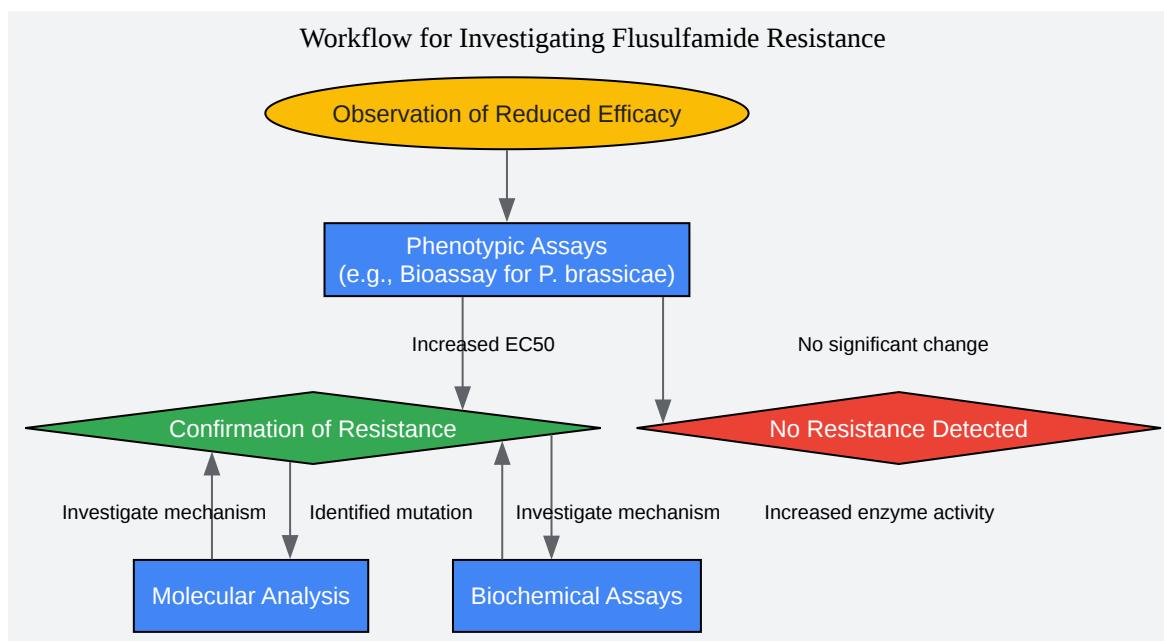 Workflow for Investigating Flusulfamide Resistance
Observation of Reduced Efficacy
Phenotypic Assays
(e.g., Bioassay for P. brassicae)
Increased EC50
No significant change
Confirmation of Resistance
No Resistance Detected
Investigate mechanism
Identified mutation
Investigate mechanism
Increased enzyme activity
Molecular Analysis
Biochemical Assays